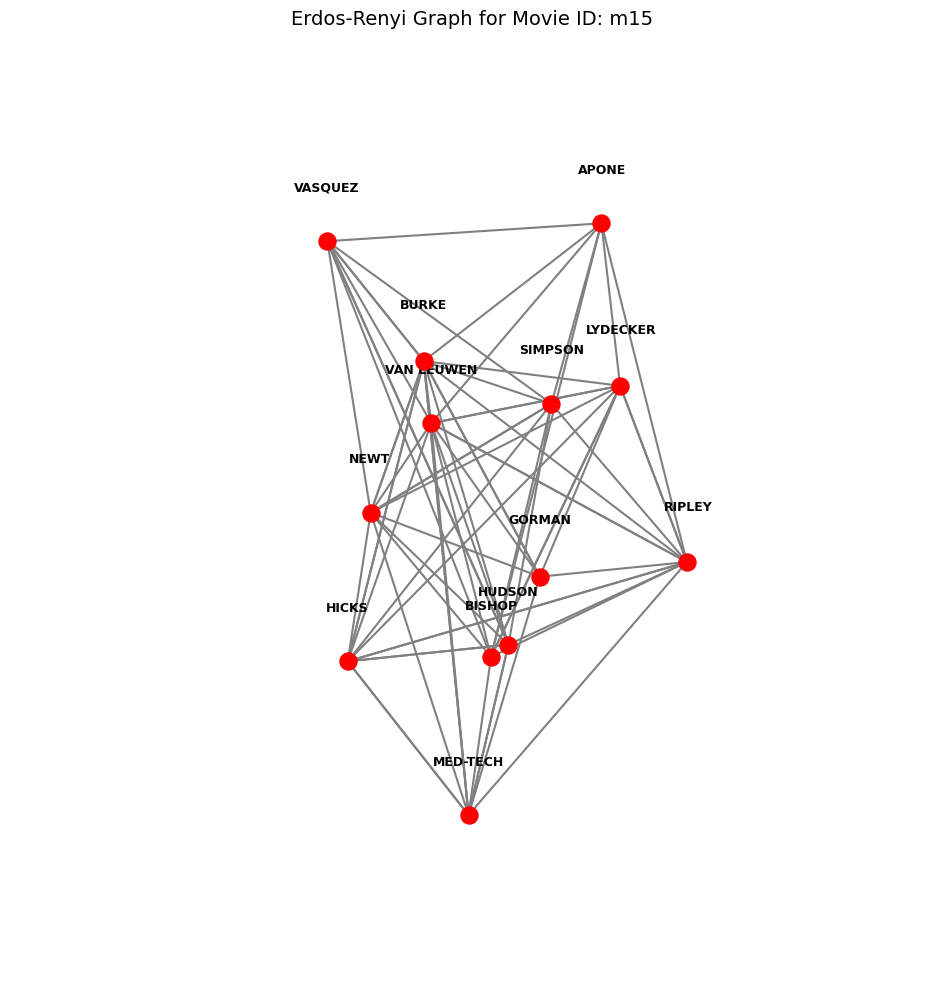 Erdos-Renyi Graph for Movie ID: m15
APONE
VASQUEZ
BURKE
LYDECKER
SIMPSON
VAN LEUWEN
NEWT
RIPLEY
GORMAN
HUDSON
BISHOP
HICKS
MED-TECH